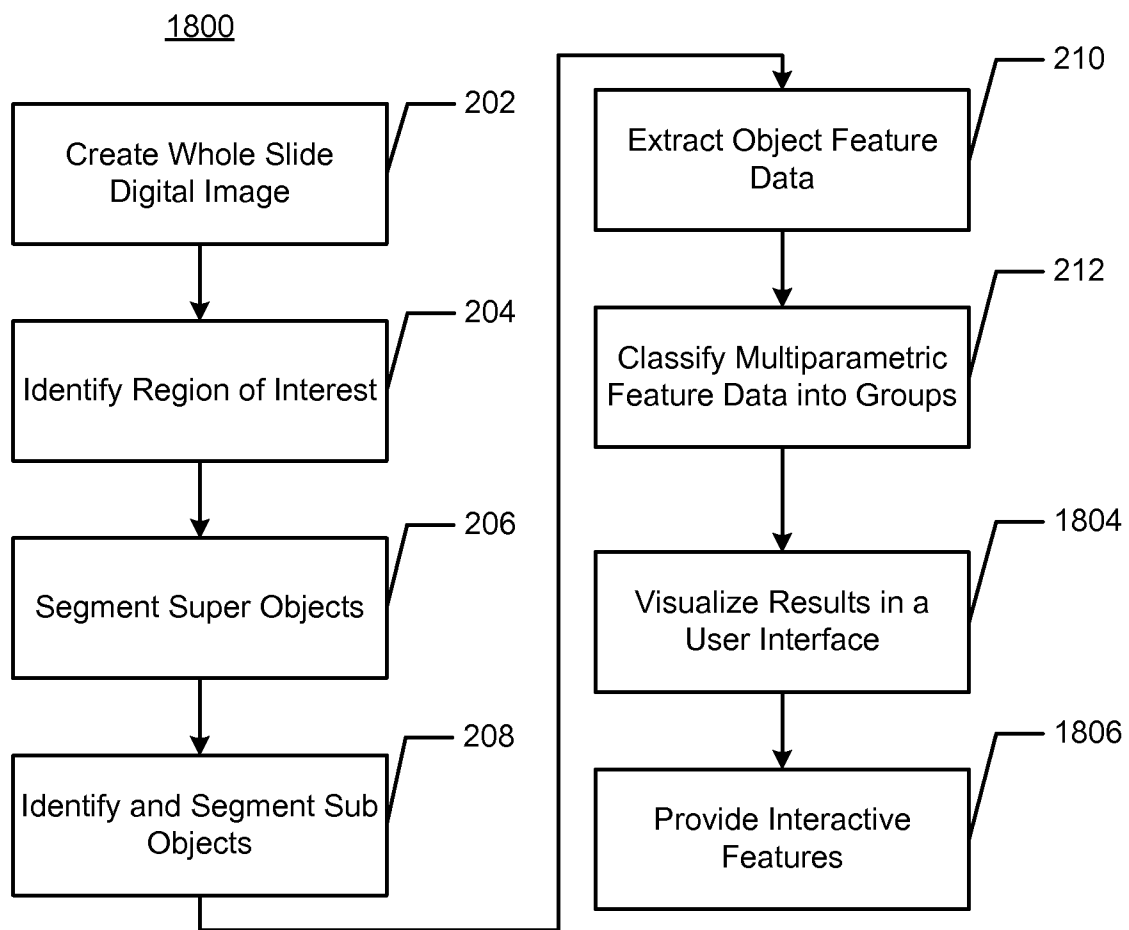 1800
202
Create Whole Slide
Digital Image
204
Identify Region of Interest
206
Segment Super Objects
208
Identify and Segment Sub
Objects
210
Extract Object Feature
Data
212
Classify Multiparametric
Feature Data into Groups
1804
Visualize Results in a
User Interface
1806
Provide Interactive
Features